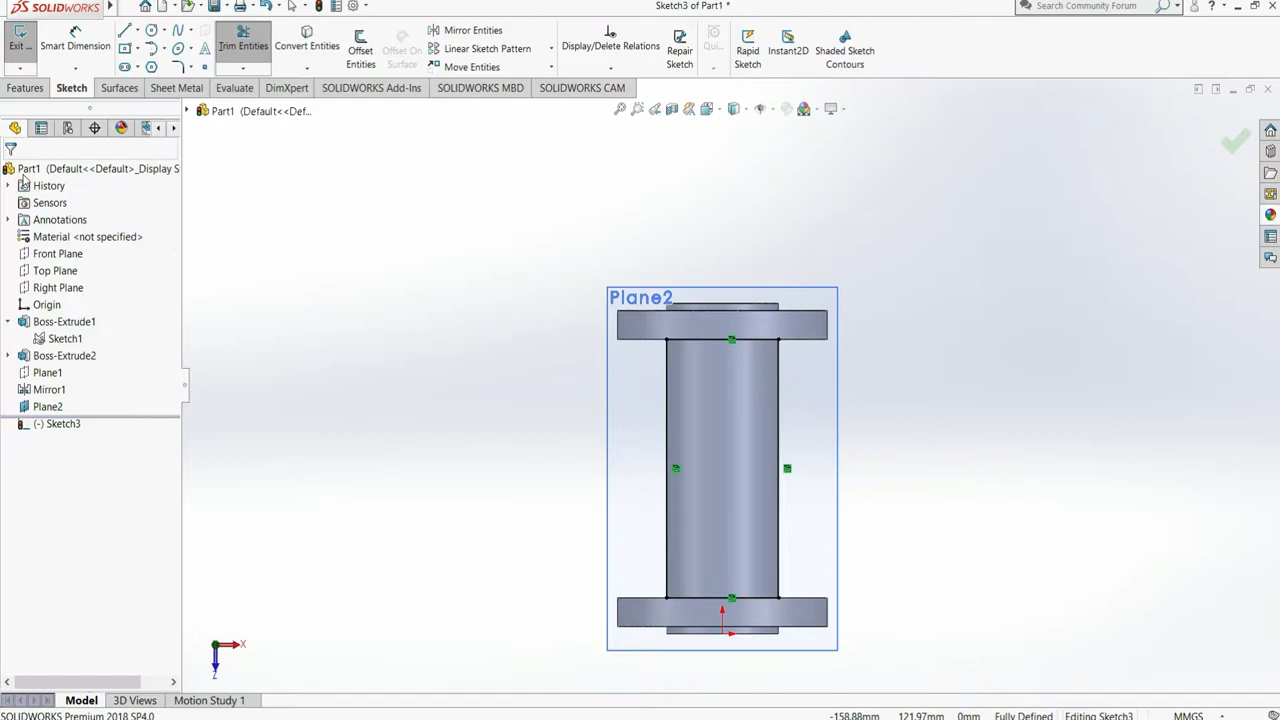 SOLIDWORKS
Sketch3 of Part1 *
Search Community Forum
?
Exit ...
Smart Dimension
Trim Entities
Convert Entities
Offset Entities
Offset On Surface
Mirror Entities
Linear Sketch Pattern
Move Entities
Display/Delete Relations
Repair Sketch
Qui...
Rapid Sketch
Instant2D
Shaded Sketch Contours
Features
Sketch
Surfaces
Sheet Metal
Evaluate
DimXpert
SOLIDWORKS Add-Ins
SOLIDWORKS MBD
SOLIDWORKS CAM
Part1 (Default<<Def...
Part1 (Default<<Default>_Display S
History
Sensors
Annotations
Material <not specified>
Front Plane
Top Plane
Right Plane
Origin
Boss-Extrude1
Sketch1
Boss-Extrude2
Plane1
Mirror1
Plane2
(-) Sketch3
Plane2
X
Z
Model
3D Views
Motion Study 1
SOLIDWORKS Premium 2018 SP4.0
-158.88mm
121.97mm
0mm
Fully Defined
Editing Sketch3
MMGS